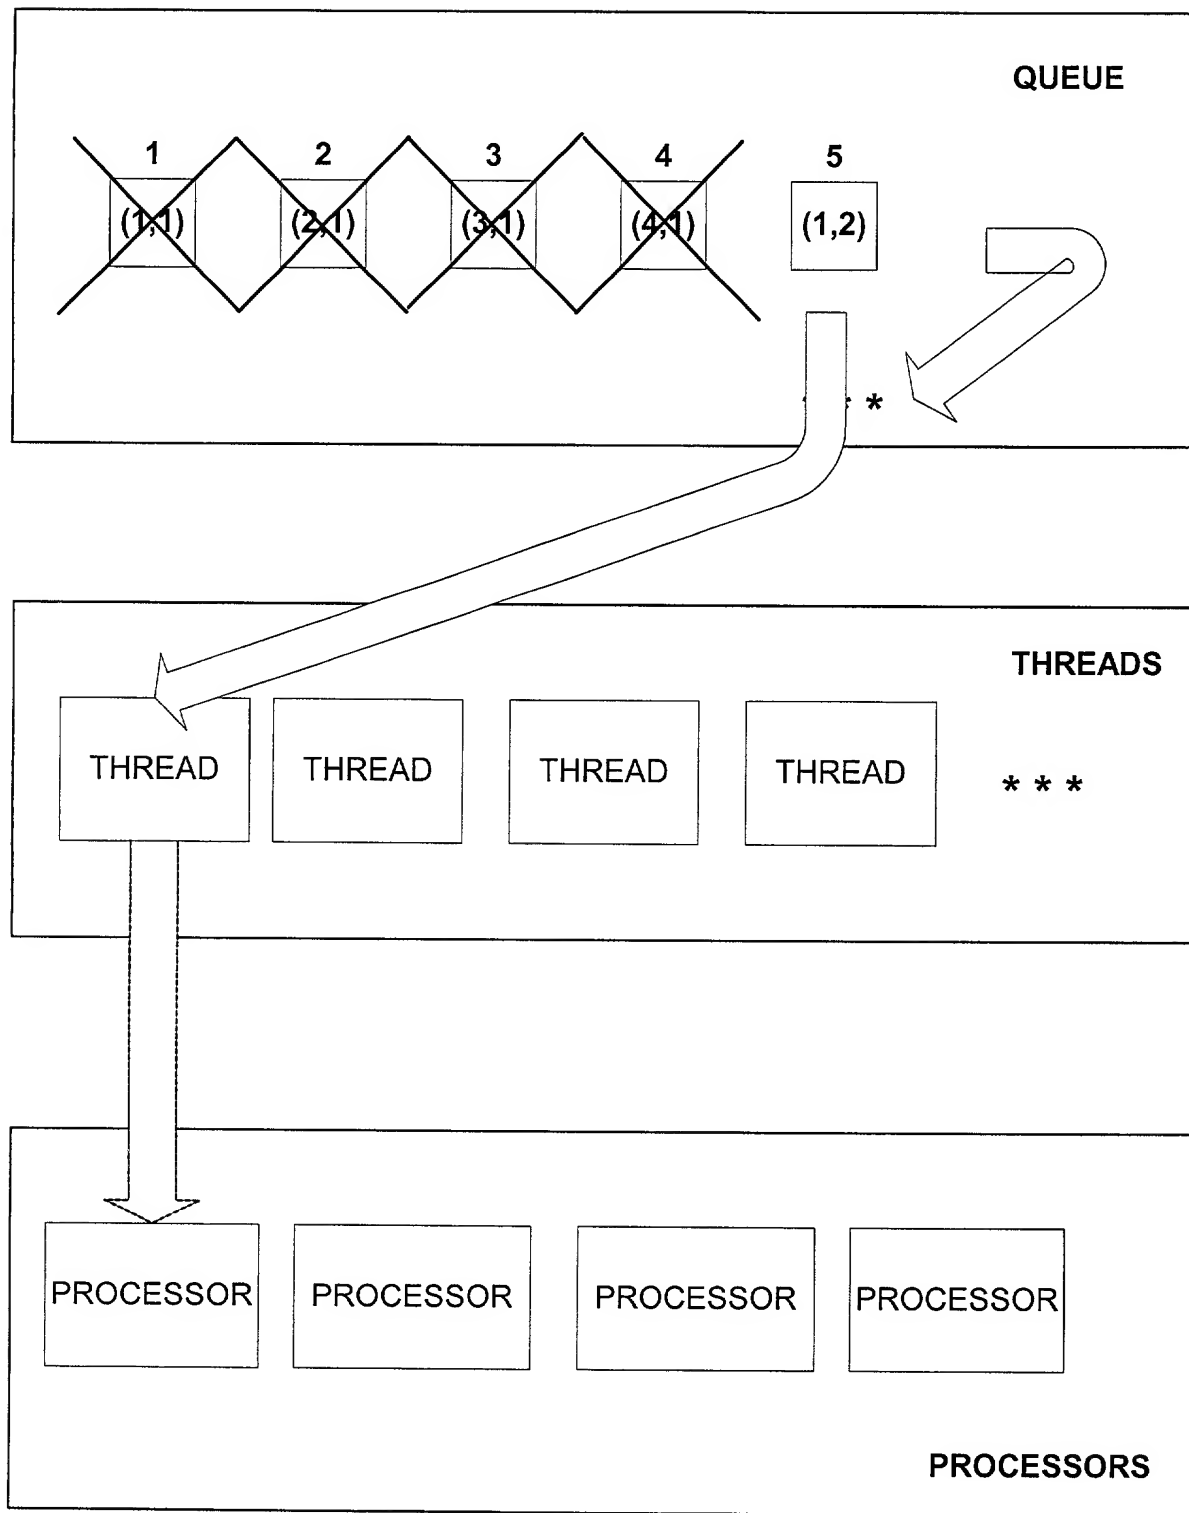 QUEUE
1 2 3 4 5
(1,1) (2,1) (3,1) (4,1) (1,2)
* *
THREADS
THREAD THREAD THREAD THREAD
* * *
PROCESSOR PROCESSOR PROCESSOR PROCESSOR
PROCESSORS